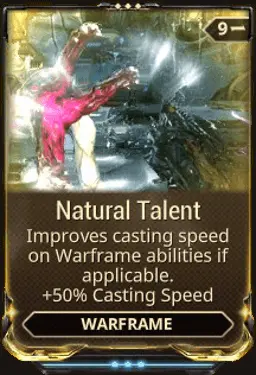 9
Natural Talent
Improves casting speed
on Warframe abilities if
applicable.
+50% Casting Speed
WARFRAME